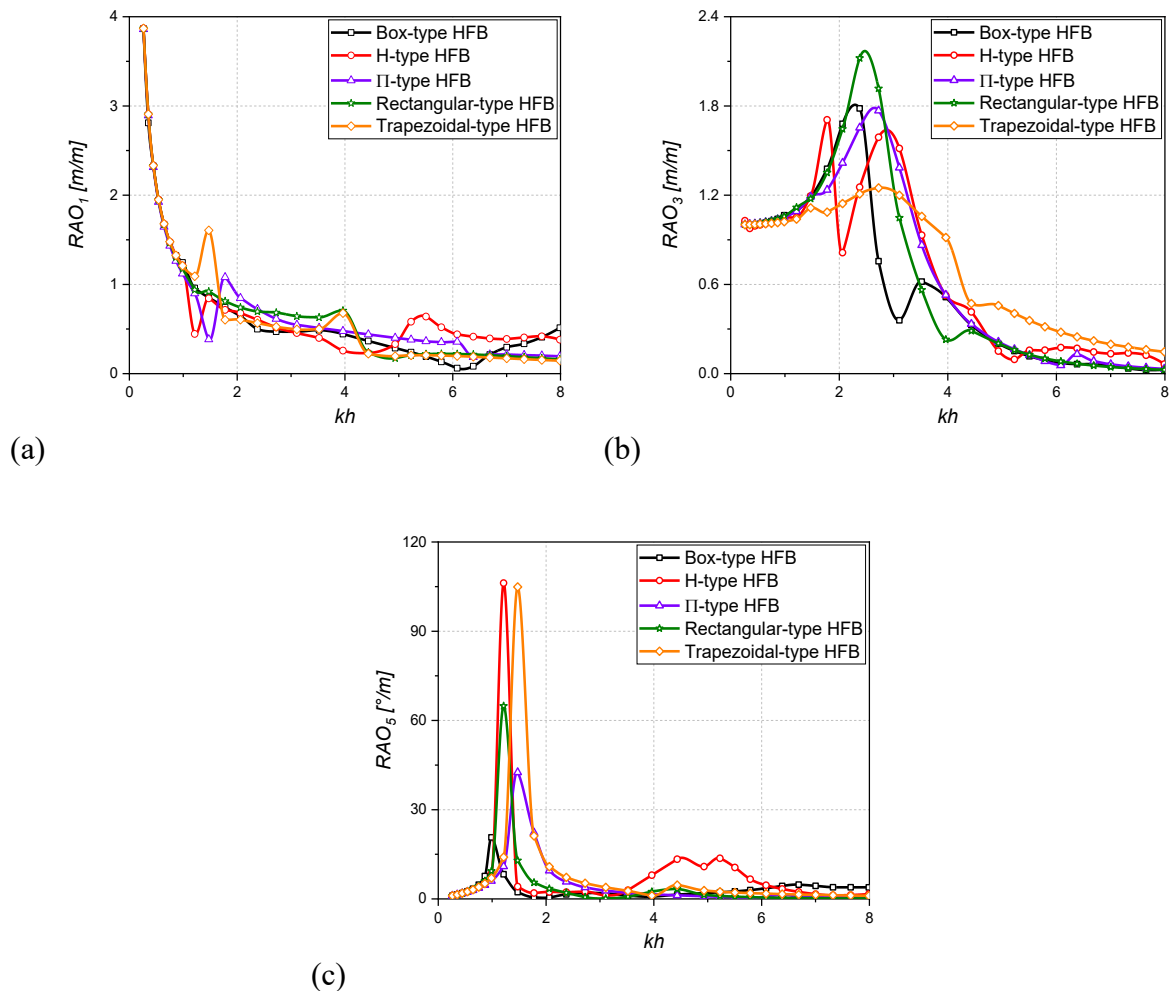 4
3
2
1
0
0
2
4
6
8
RAO1 [m/m]
kh
Box-type HFB
H-type HFB
Π-type HFB
Rectangular-type HFB
Trapezoidal-type HFB
(a)
2.4
1.8
1.2
0.6
0.0
0
2
4
6
8
RAO3 [m/m]
kh
Box-type HFB
H-type HFB
Π-type HFB
Rectangular-type HFB
Trapezoidal-type HFB
(b)
120
90
60
30
0
0
2
4
6
8
RAO5 [°/m]
kh
Box-type HFB
H-type HFB
Π-type HFB
Rectangular-type HFB
Trapezoidal-type HFB
(c)